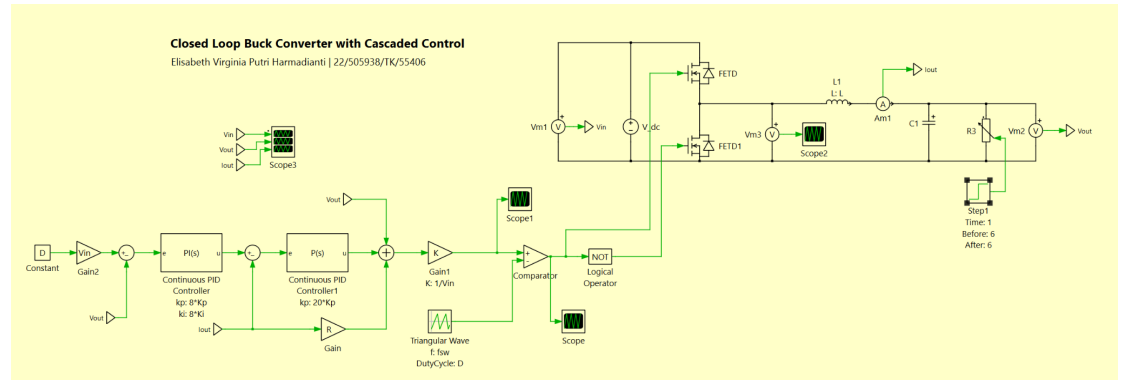 Closed Loop Buck Converter with Cascaded Control
Elisabeth Virginia Putri Harmadianti | 22/505938/TK/55406
FETD
Iout
L1
L: L
A
Am1
Vm1
V
Vin
V_dc
Vm3
V
Scope2
C1
R3
Vm2
V
Vout
FETD1
Vin
Vout
Iout
Scope3
Step1
Time: 1
Before: 6
After: 6
Vout
Scope1
D
Constant
Vin
Gain2
e
PI(s)
u
Continuous PID
Controller
kp: 8*Kp
ki: 8*Ki
e
P(s)
u
Continuous PID
Controller1
kp: 20*Kp
K
Gain1
K: 1/Vin
Comparator
NOT
Logical
Operator
Vout
Iout
R
Gain
Triangular Wave
f: fsw
DutyCycle: D
Scope